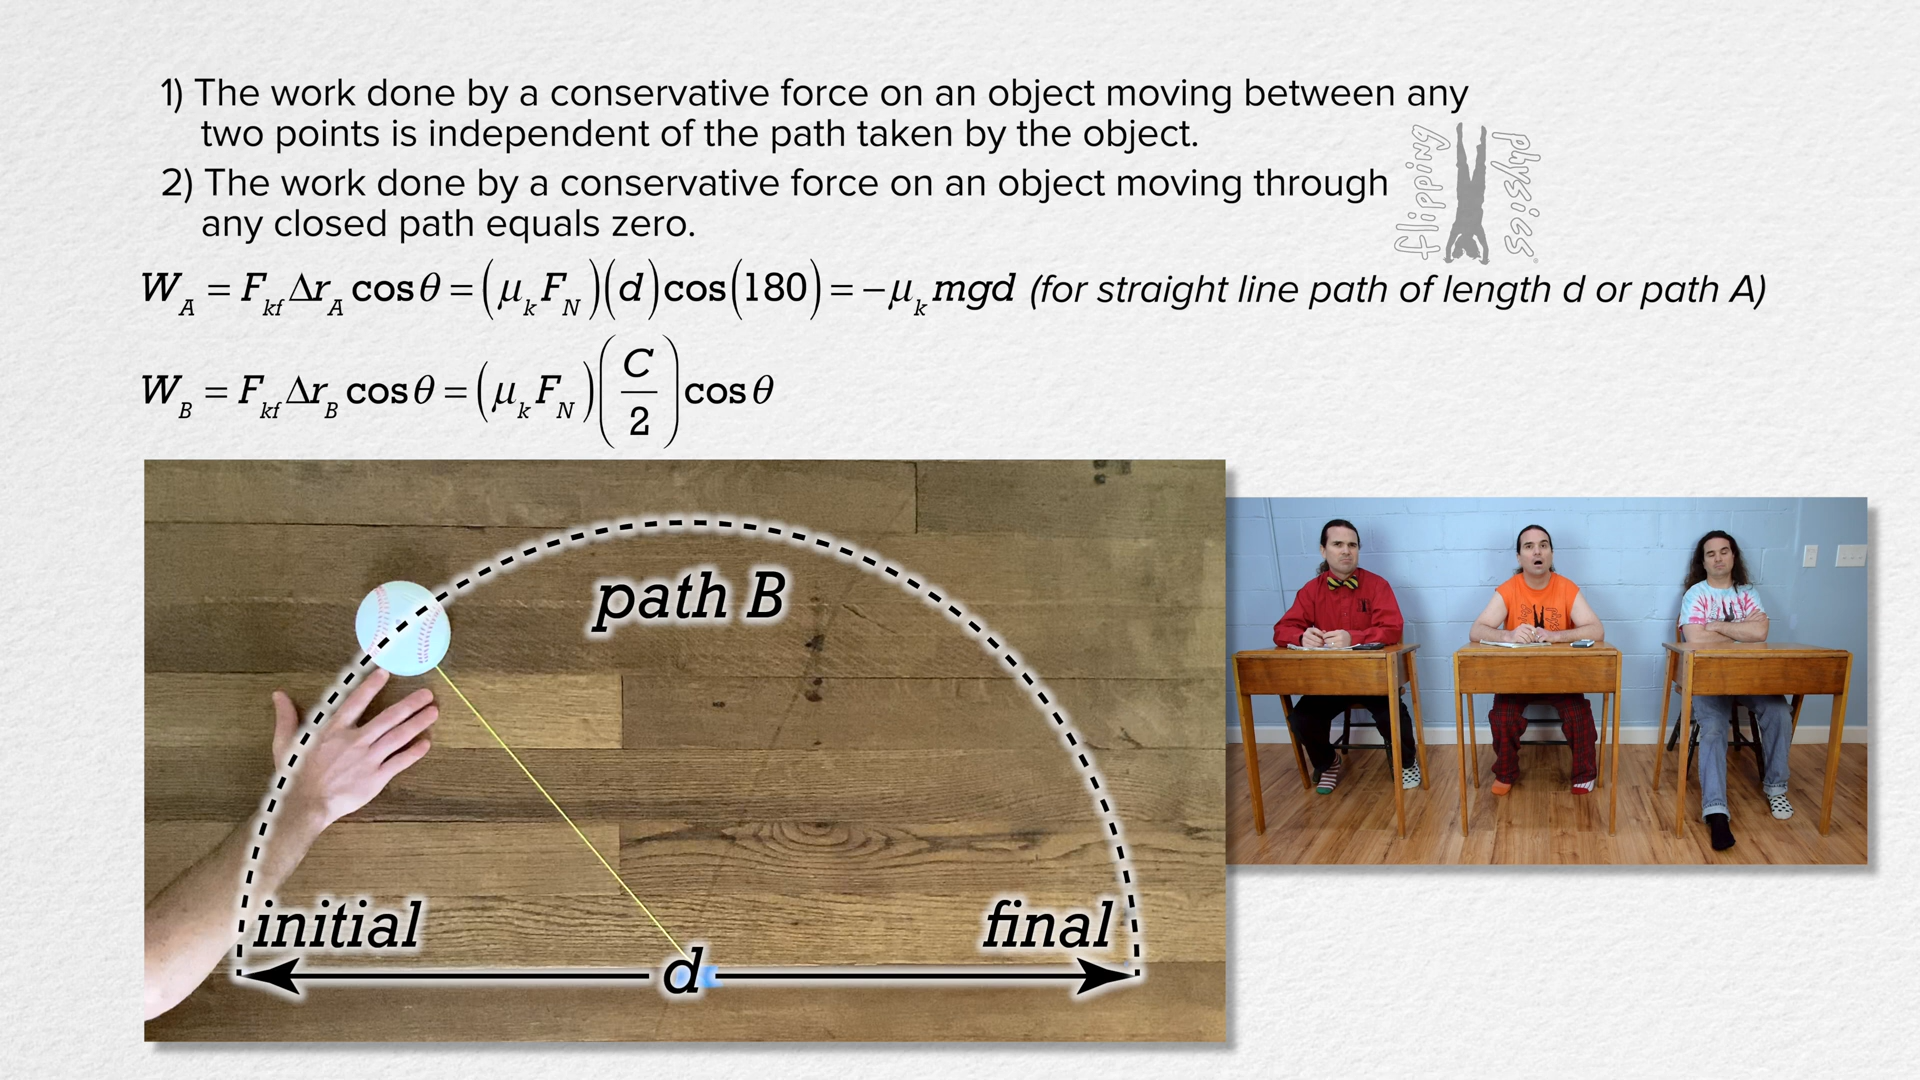 1) The work done by a conservative force on an object moving between any
two points is independent of the path taken by the object.
2) The work done by a conservative force on an object moving through
any closed path equals zero.
flipping physics
W_A = F_kf Δr_A cosθ = (μ_k F_N)(d)cos(180) = −μ_k mgd (for straight line path of length d or path A)
W_B = F_kf Δr_B cosθ = (μ_k F_N)(C/2)cosθ
path B
initial
final
d